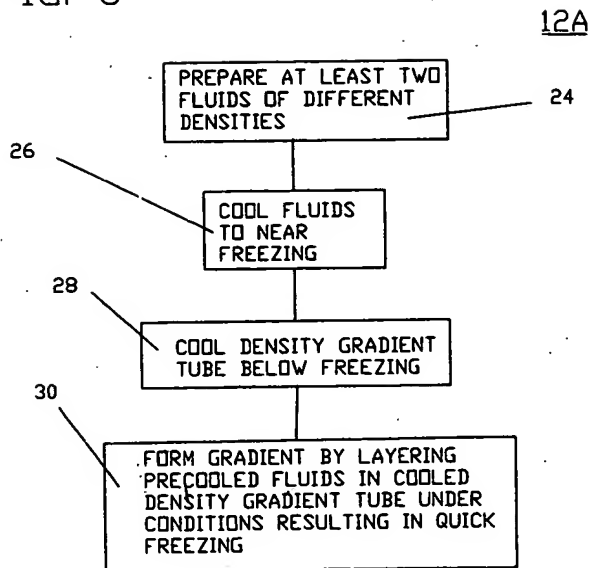 12A
PREPARE AT LEAST TWO
FLUIDS OF DIFFERENT
DENSITIES
24
26
COOL FLUIDS
TO NEAR
FREEZING
28
COOL DENSITY GRADIENT
TUBE BELOW FREEZING
30
FORM GRADIENT BY LAYERING
PRECOOLED FLUIDS IN COOLED
DENSITY GRADIENT TUBE UNDER
CONDITIONS RESULTING IN QUICK
FREEZING